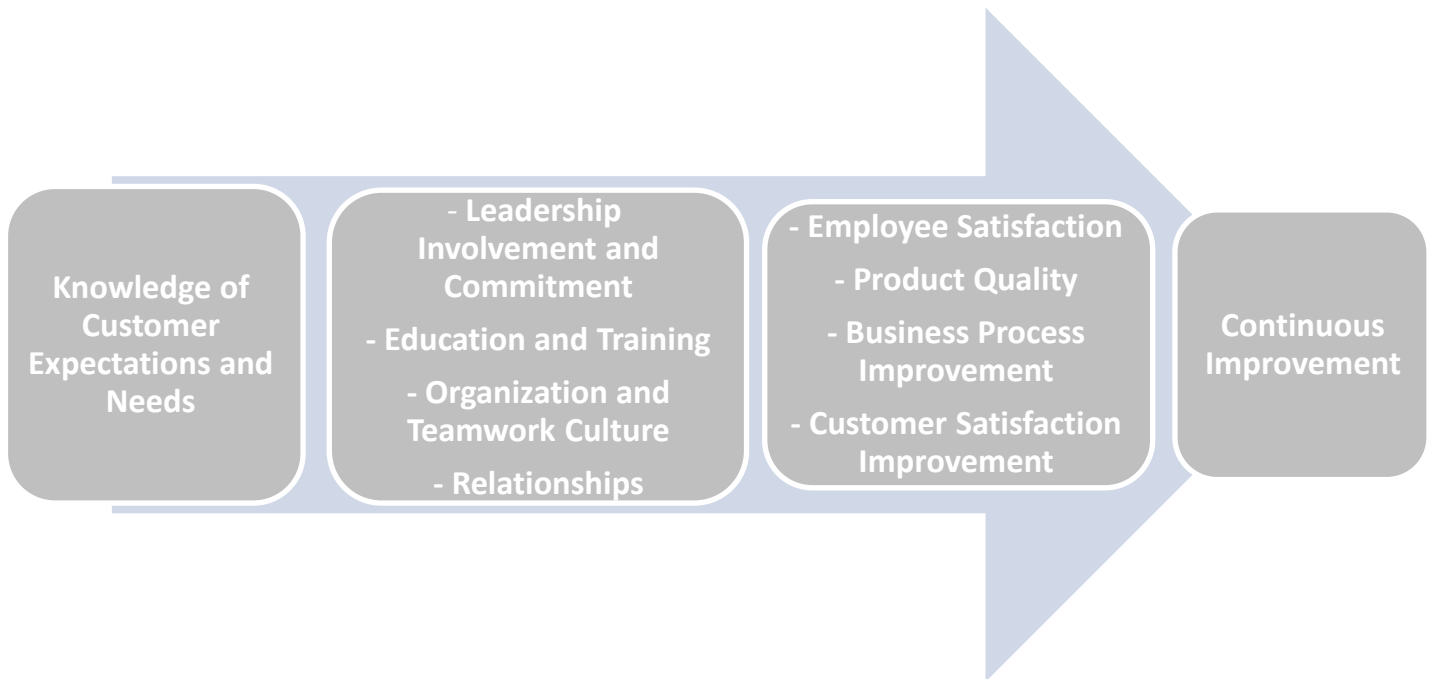 Knowledge of
Customer
Expectations and
Needs
- Leadership
Involvement and
Commitment
- Education and Training
- Organization and
Teamwork Culture
- Relationships
- Employee Satisfaction
- Product Quality
- Business Process
Improvement
- Customer Satisfaction
Improvement
Continuous
Improvement